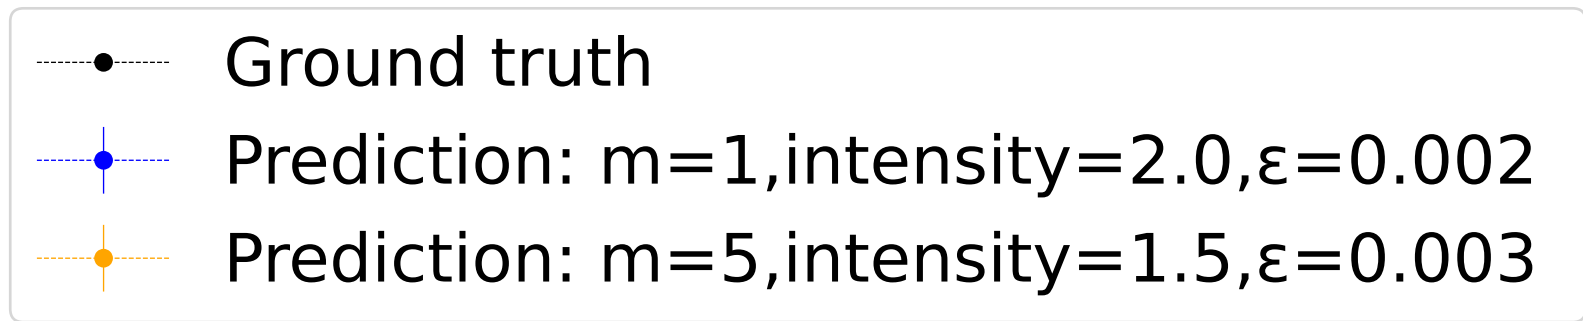 Ground truth
Prediction: m=1,intensity=2.0,ε=0.002
Prediction: m=5,intensity=1.5,ε=0.003